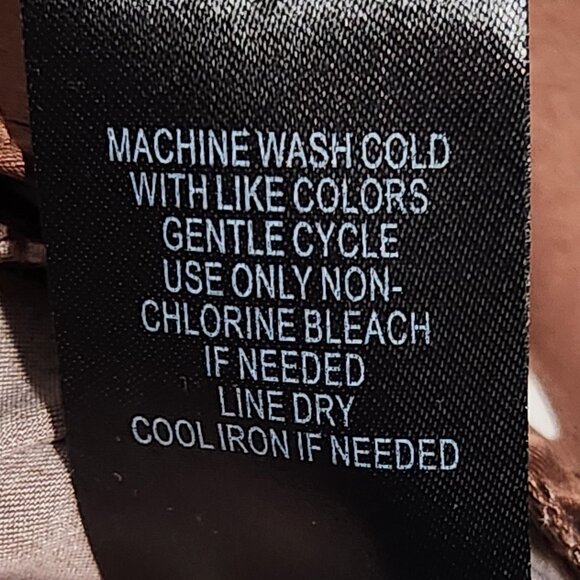 MACHINE WASH COLD
WITH LIKE COLORS
GENTLE CYCLE
USE ONLY NON-
CHLORINE BLEACH
IF NEEDED
LINE DRY
COOL IRON IF NEEDED